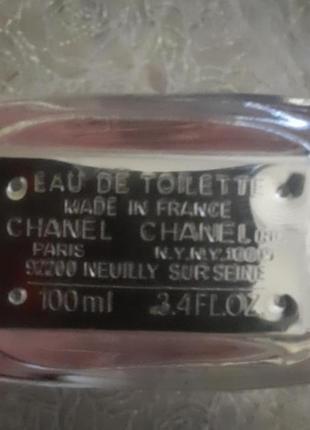 EAU DE TOILETTE
MADE IN FRANCE
CHANEL CHANEL
PARIS N.Y.N.Y.
92200 NEUILLY SUR SEINE
100ml 3.4FL.OZ